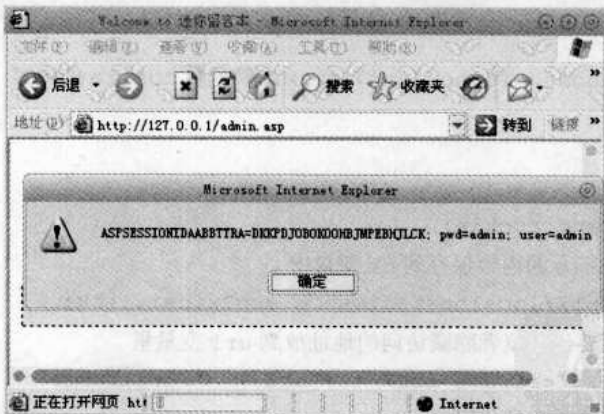 Welcome to 迷你留言本 - Microsoft Internet Explorer
文件(F) 编辑(E) 查看(V) 收藏(A) 工具(T) 帮助(H)
后退 搜索 收藏夹 »
地址(D) http://127.0.0.1/admin.asp 转到 链接 »
Microsoft Internet Explorer
ASPSESSIONIDAABBTTRA=DKKPDJOBOKOOHBJMPEBHJLCK; pwd=admin; user=admin
确定
正在打开网页 htt Internet